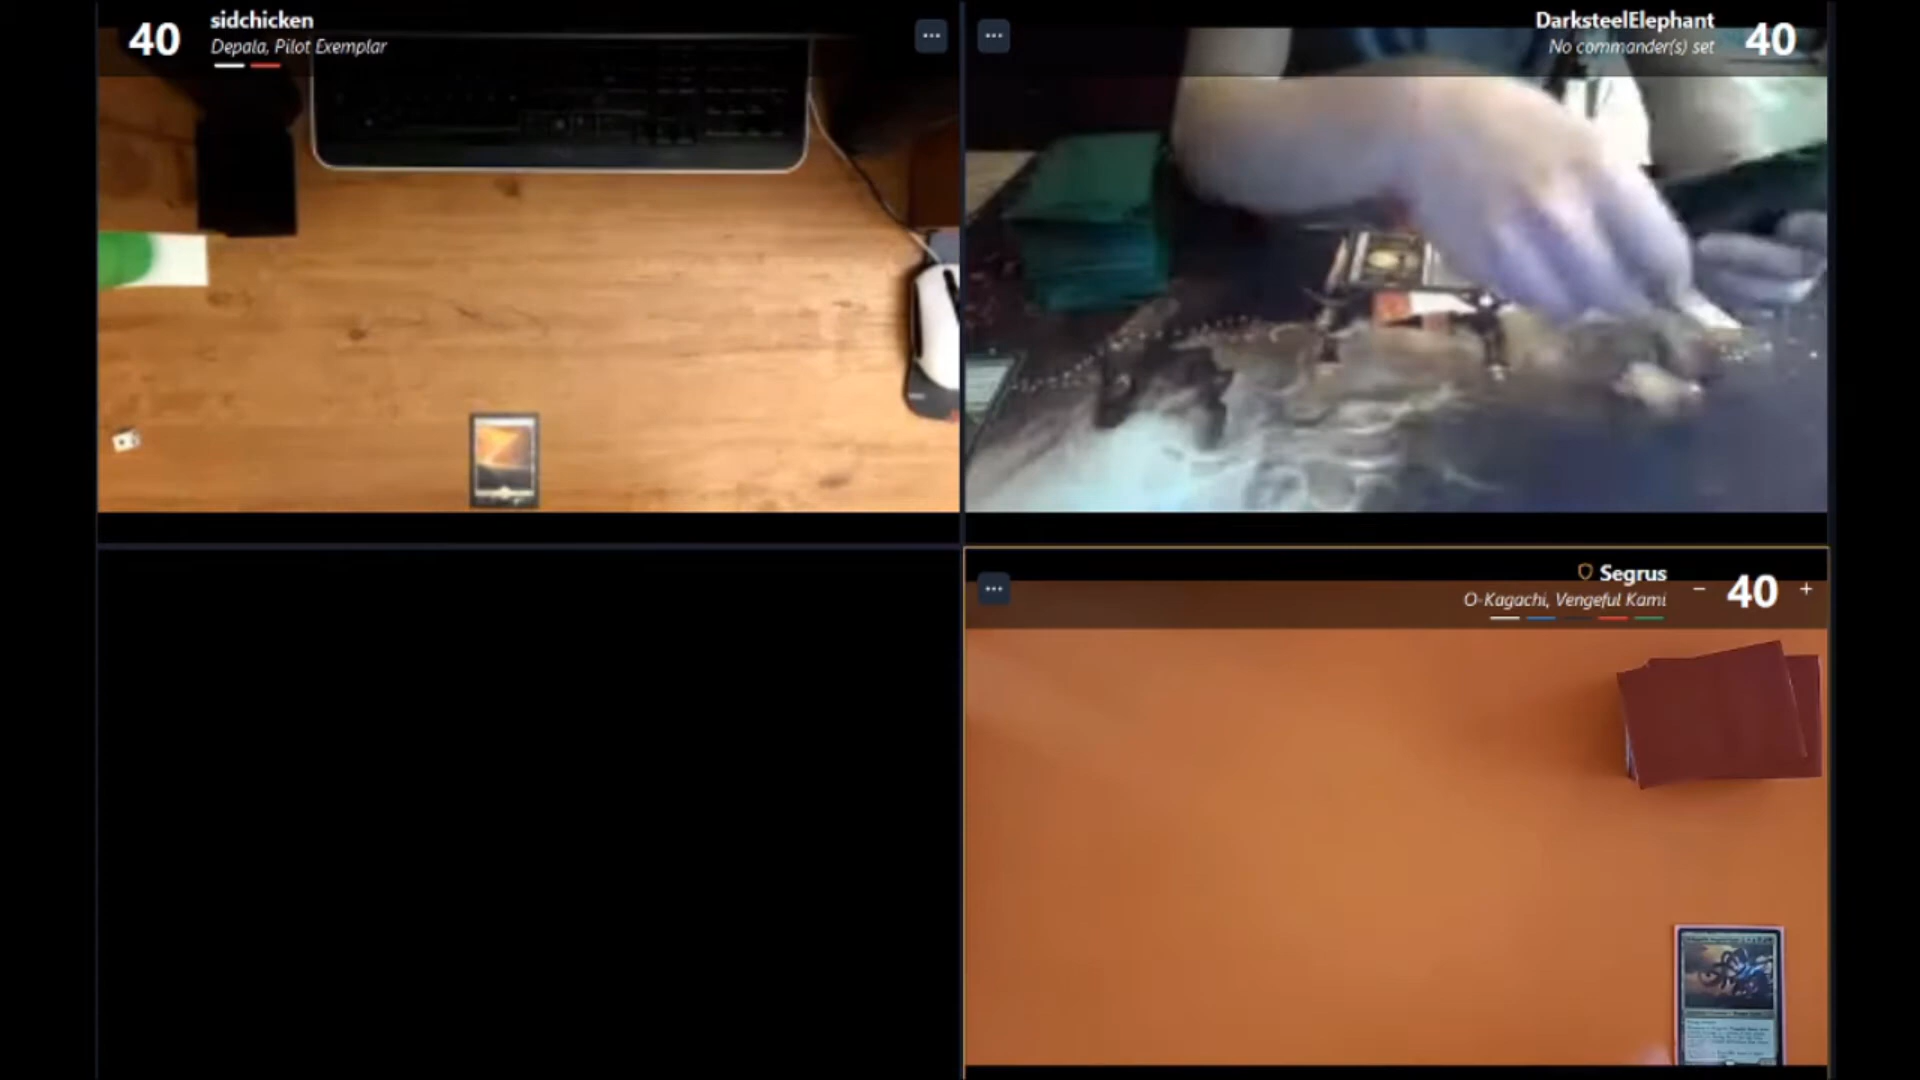 40
sidchicken
Depala, Pilot Exemplar
DarksteelElephant
No commander(s) set
40
Segrus
O-Kagachi, Vengeful Kami
− 40 +